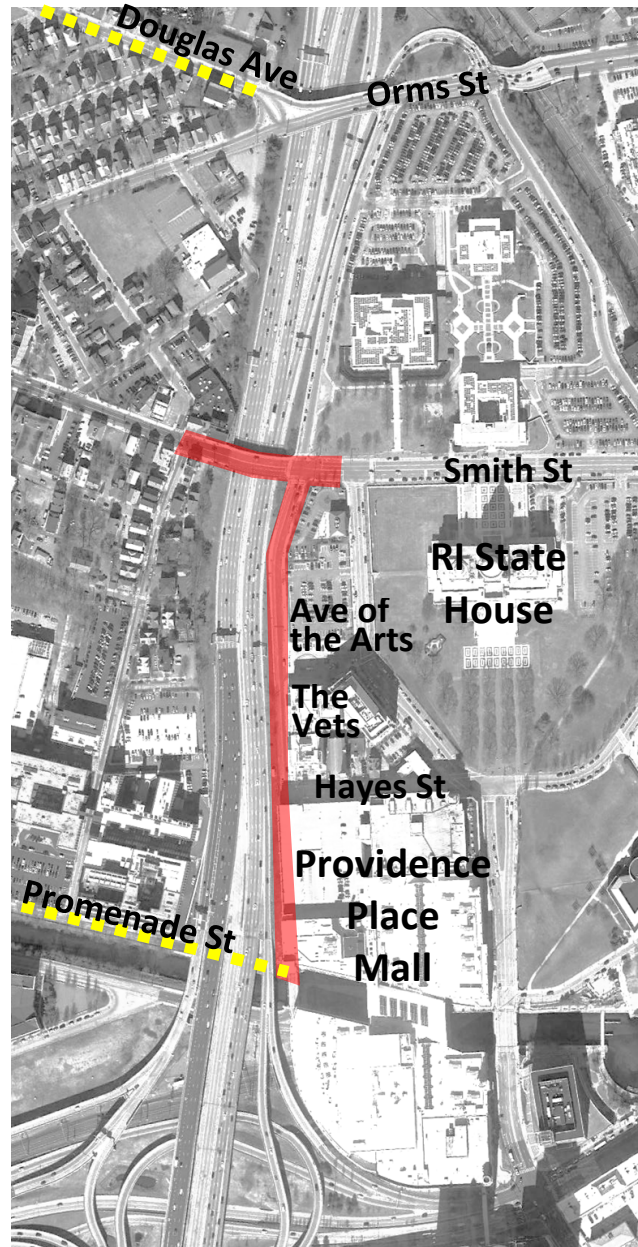 Douglas Ave
Orms St
Smith St
RI State
House
Ave of
the Arts
The
Vets
Hayes St
Providence
Place
Mall
Promenade St